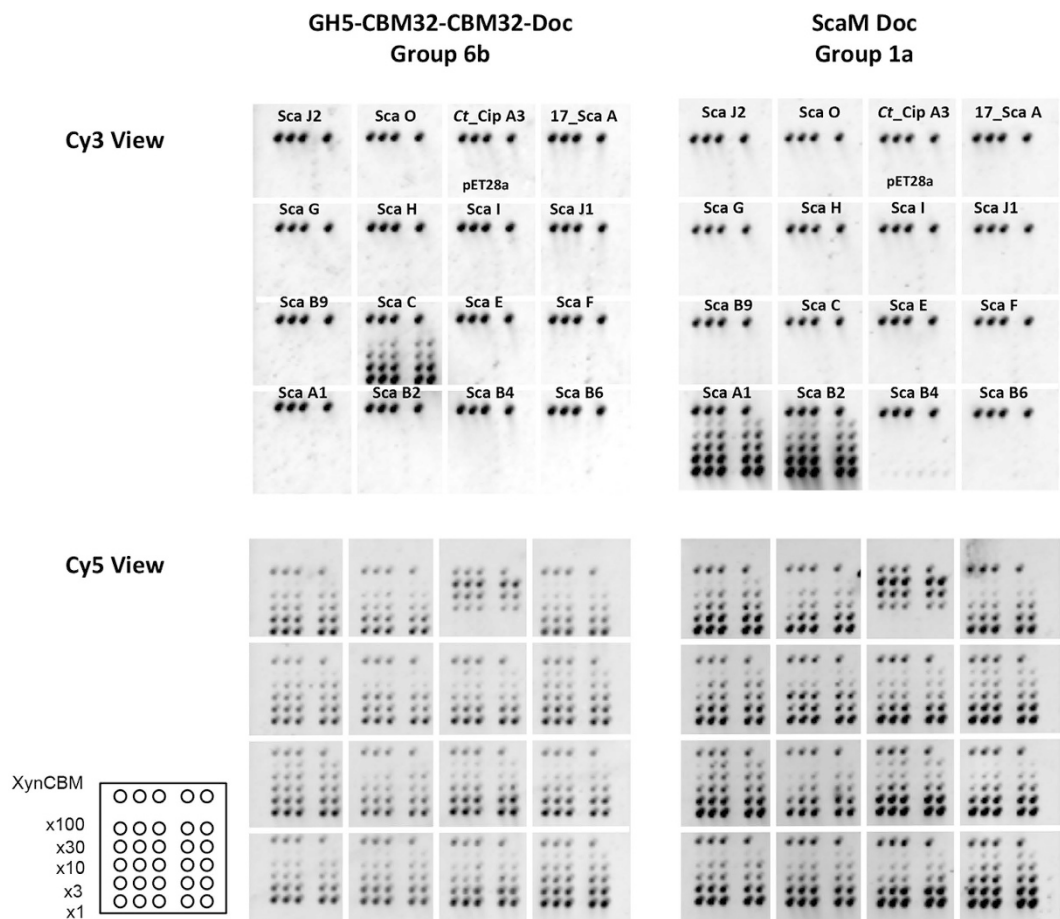 GH5-CBM32-CBM32-Doc
Group 6b
ScaM Doc
Group 1a
Cy3 View
Sca J2 Sca O Ct_Cip A3 17_Sca A
pET28a
Sca G Sca H Sca I Sca J1
Sca B9 Sca C Sca E Sca F
Sca A1 Sca B2 Sca B4 Sca B6
Sca J2 Sca O Ct_Cip A3 17_Sca A
pET28a
Sca G Sca H Sca I Sca J1
Sca B9 Sca C Sca E Sca F
Sca A1 Sca B2 Sca B4 Sca B6
Cy5 View
XynCBM
x100
x30
x10
x3
x1